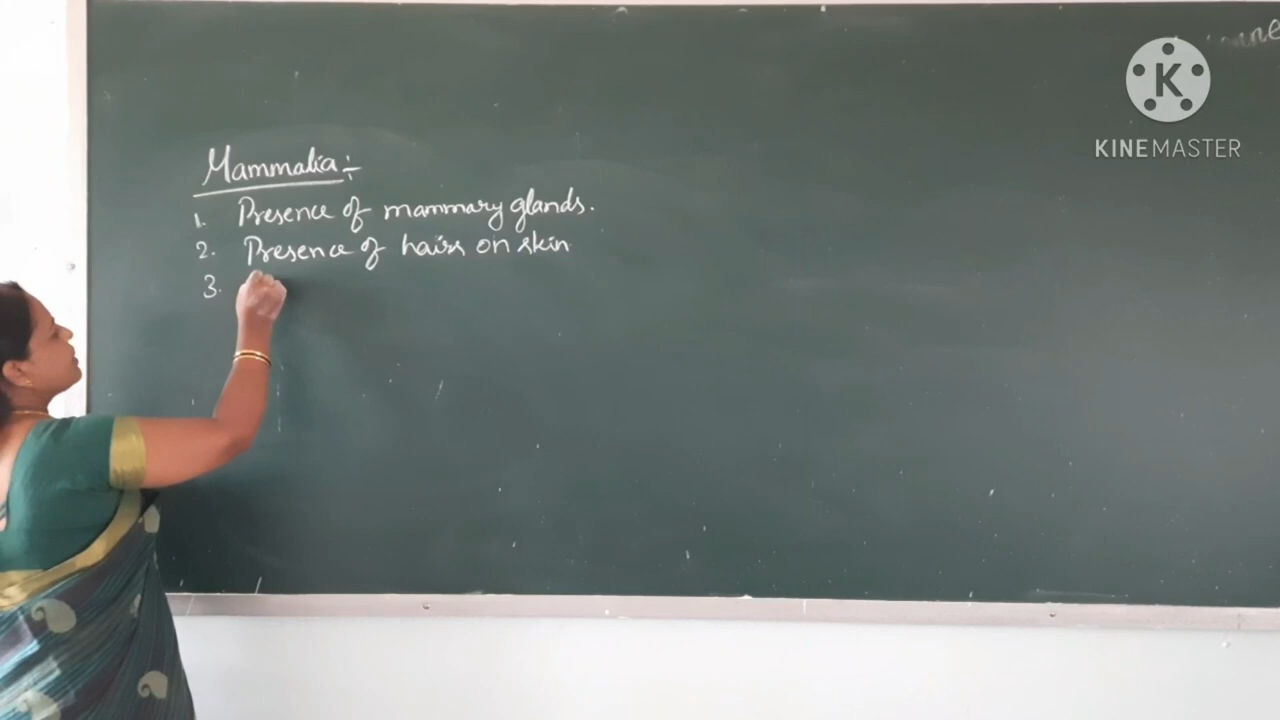 Mammalia:-
1. Presence of mammary glands.
2. Presence of hairs on skin
3.
KINEMASTER